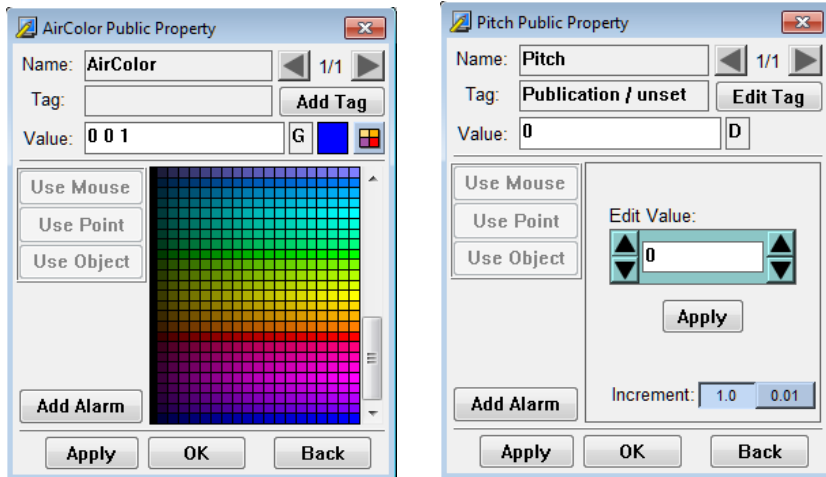 AirColor Public Property
Name: AirColor 1/1
Tag: Add Tag
Value: 0 0 1 G
Use Mouse
Use Point
Use Object
Add Alarm
Apply OK Back
Pitch Public Property
Name: Pitch 1/1
Tag: Publication / unset Edit Tag
Value: 0 D
Use Mouse
Use Point
Use Object
Edit Value:
0
Apply
Add Alarm
Increment: 1.0 0.01
Apply OK Back